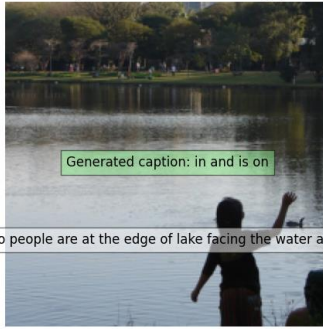 Generated caption: in and is on
people are at the edge of lake facing the water a